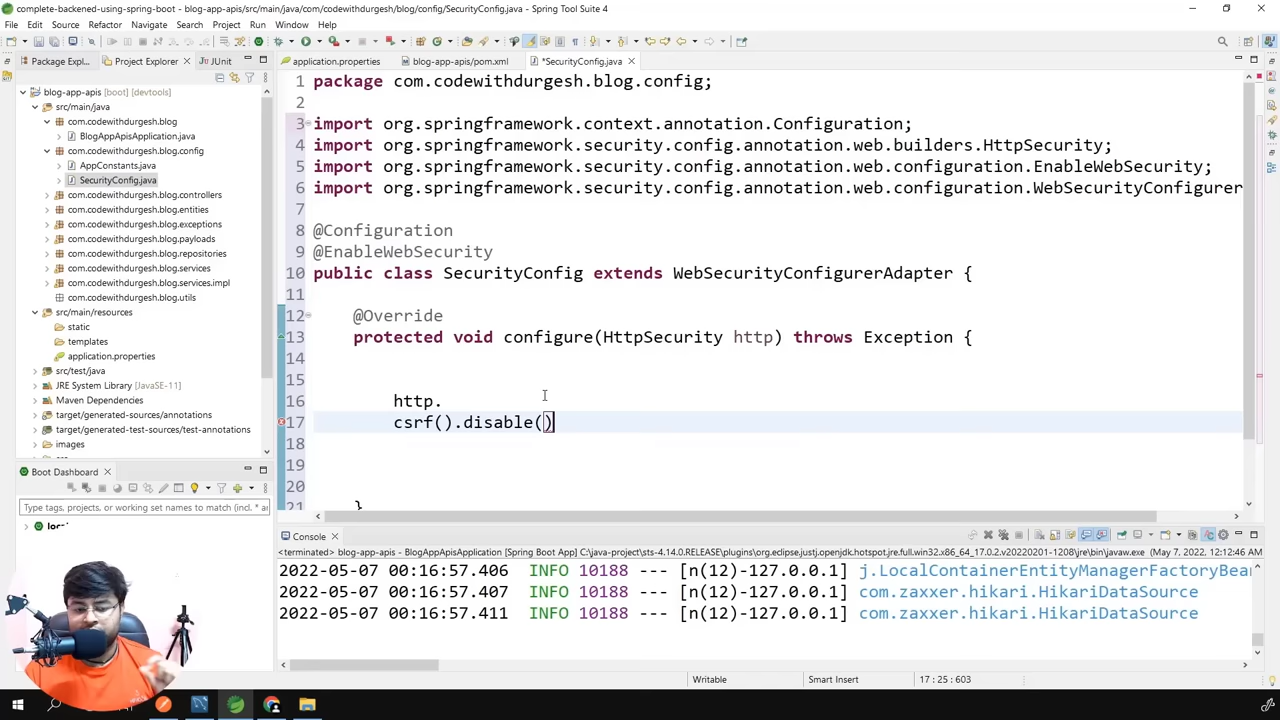 complete-backened-using-spring-boot - blog-app-apis/src/main/java/com/codewithdurgesh/blog/config/SecurityConfig.java - Spring Tool Suite 4
File Edit Source Refactor Navigate Search Project Run Window Help
Package Expl... Project Explorer JUnit
application.properties blog-app-apis/pom.xml *SecurityConfig.java
blog-app-apis [boot] [devtools]
src/main/java
com.codewithdurgesh.blog
BlogAppApisApplication.java
com.codewithdurgesh.blog.config
AppConstants.java
SecurityConfig.java
com.codewithdurgesh.blog.controllers
com.codewithdurgesh.blog.entities
com.codewithdurgesh.blog.exceptions
com.codewithdurgesh.blog.payloads
com.codewithdurgesh.blog.repositories
com.codewithdurgesh.blog.services
com.codewithdurgesh.blog.services.impl
com.codewithdurgesh.blog.utils
src/main/resources
static
templates
application.properties
src/test/java
JRE System Library [JavaSE-11]
Maven Dependencies
target/generated-sources/annotations
target/generated-test-sources/test-annotations
images
1 package com.codewithdurgesh.blog.config;
2
3 import org.springframework.context.annotation.Configuration;
4 import org.springframework.security.config.annotation.web.builders.HttpSecurity;
5 import org.springframework.security.config.annotation.web.configuration.EnableWebSecurity;
6 import org.springframework.security.config.annotation.web.configuration.WebSecurityConfigurer
7
8 @Configuration
9 @EnableWebSecurity
10 public class SecurityConfig extends WebSecurityConfigurerAdapter {
11
12 @Override
13 protected void configure(HttpSecurity http) throws Exception {
14
15
16 http.
17 csrf().disable()
18
19
20
21 }
Boot Dashboard
Type tags, projects, or working set names to match (incl. * ar
Console
<terminated> blog-app-apis - BlogAppApisApplication [Spring Boot App] C:\java-project\sts-4.14.0.RELEASE\plugins\org.eclipse.justj.openjdk.hotspot.jre.full.win32.x86_64_17.0.2.v20220201-1208\jre\bin\javaw.exe (May 7, 2022, 12:12:46 AM
2022-05-07 00:16:57.406 INFO 10188 --- [n(12)-127.0.0.1] j.LocalContainerEntityManagerFactoryBean
2022-05-07 00:16:57.407 INFO 10188 --- [n(12)-127.0.0.1] com.zaxxer.hikari.HikariDataSource
2022-05-07 00:16:57.411 INFO 10188 --- [n(12)-127.0.0.1] com.zaxxer.hikari.HikariDataSource
Writable Smart Insert 17 : 25 : 603